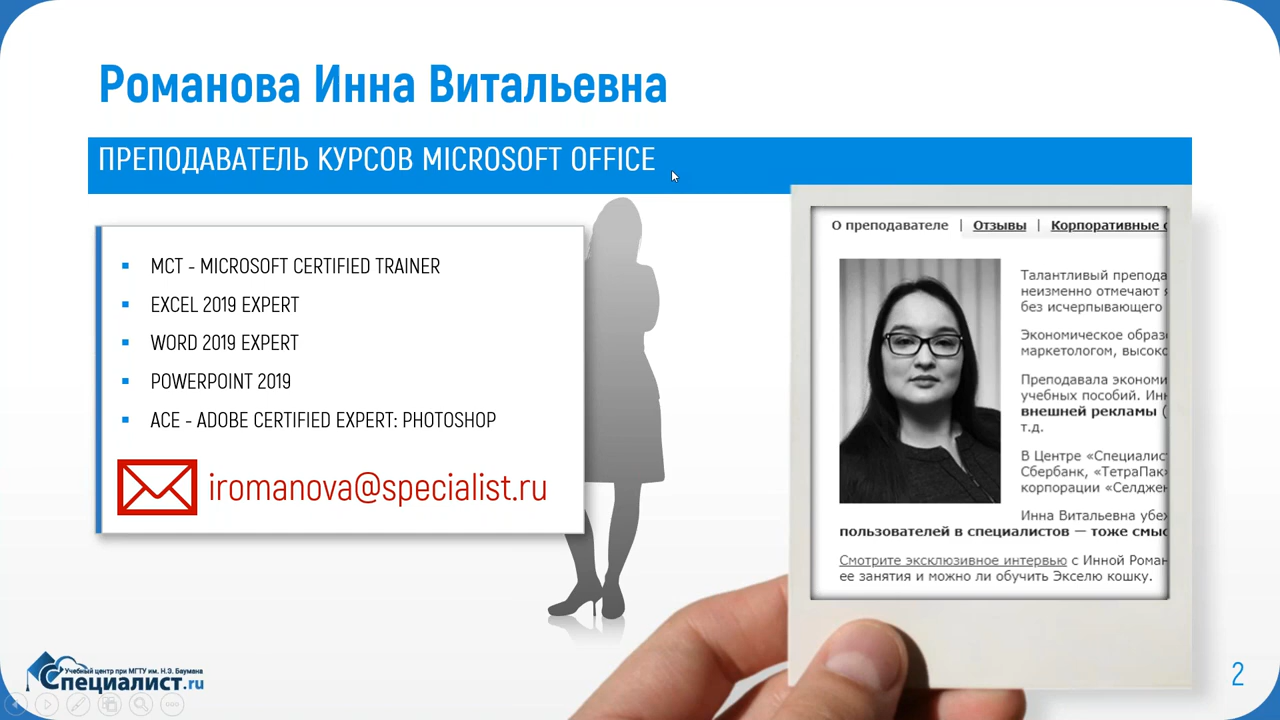 Романова Инна Витальевна
ПРЕПОДАВАТЕЛЬ КУРСОВ MICROSOFT OFFICE
MCT - MICROSOFT CERTIFIED TRAINER
EXCEL 2019 EXPERT
WORD 2019 EXPERT
POWERPOINT 2019
ACE - ADOBE CERTIFIED EXPERT: PHOTOSHOP
iromanova@specialist.ru
О преподавателе | Отзывы | Корпоративные
Талантливый препода
неизменно отмечают
без исчерпывающего
Экономическое образ
маркетологом, высоко
Преподавала экономи
учебных пособий. Ин
внешней рекламы (
т.д.
В Центре «Специалис
Сбербанк, «ТетраПак»
корпорации «Селджен
Инна Витальевна убеж
пользователей в специалистов — тоже смыс
Смотрите эксклюзивное интервью с Инной Роман
ее занятия и можно ли обучить Экселю кошку.
Учебный центр при МГТУ им. Н.Э. Баумана
Специалист.ru
2